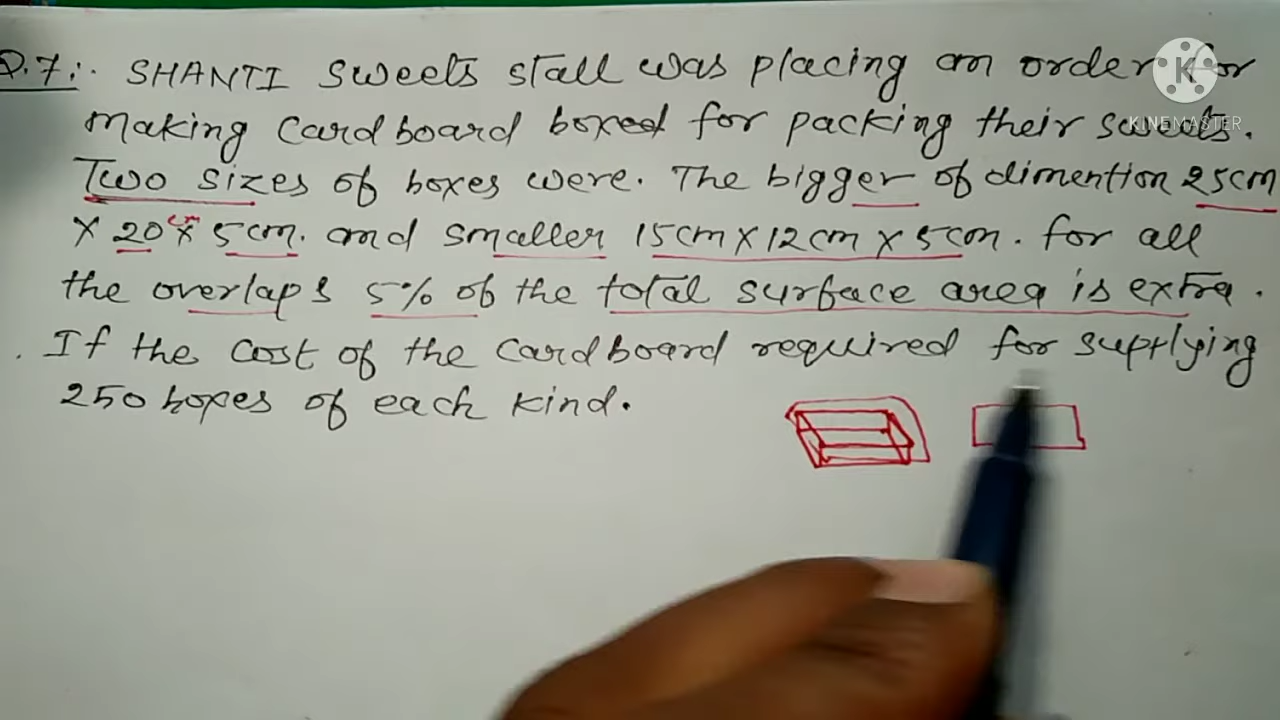 Q.7:. SHANTI Sweets stall was placing an order for
making Cardboard boxed for packing their sweets.
Two sizes of boxes were. The bigger of dimention 25cm
x 20cm x 5cm. and smaller 15cm x 12cm x 5cm. for all
the overlaps 5% of the total surface area is extra.
. If the cost of the cardboard required for supplying
250 boxes of each kind.
K
KINEMASTER